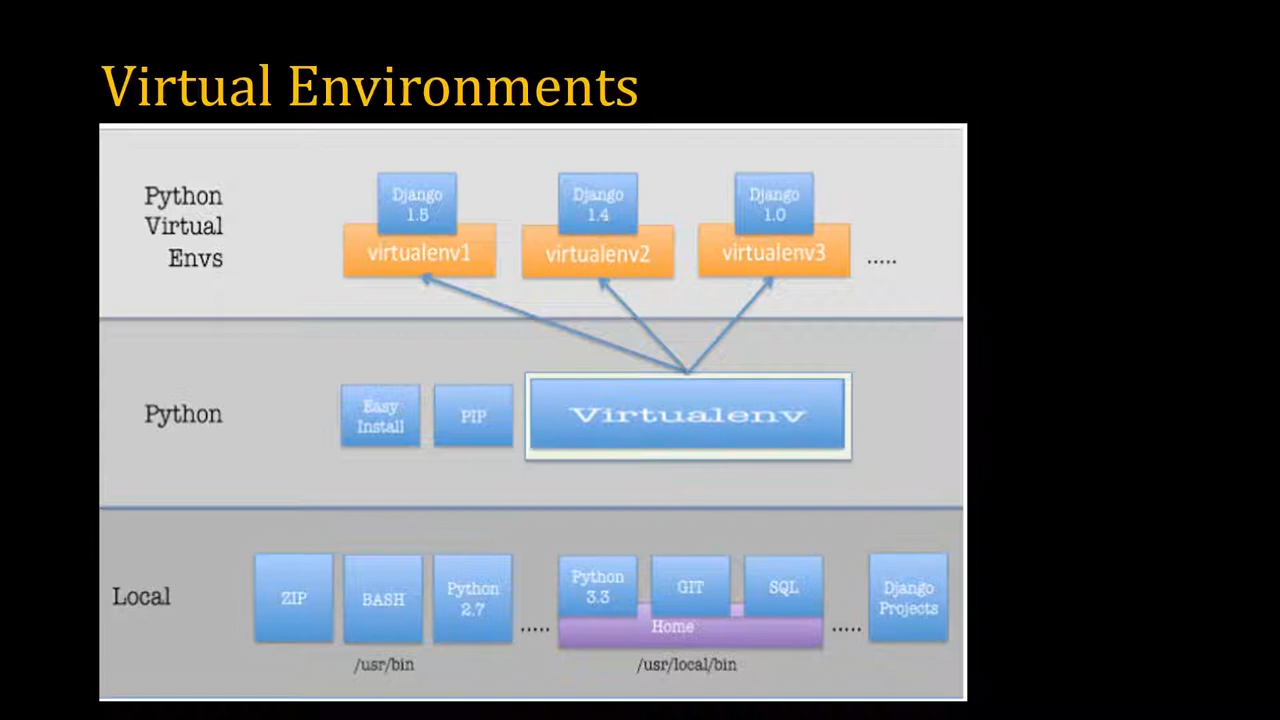 Virtual Environments
Python
Virtual
Envs
Django
1.5
virtualenv1
Django
1.4
virtualenv2
Django
1.0
virtualenv3
.....
Python
Easy
Install
PIP
Virtualenv
Local
ZIP
BASH
Python
2.7
.....
Python
3.3
GIT
SQL
Home
.....
Django
Projects
/usr/bin
/usr/local/bin